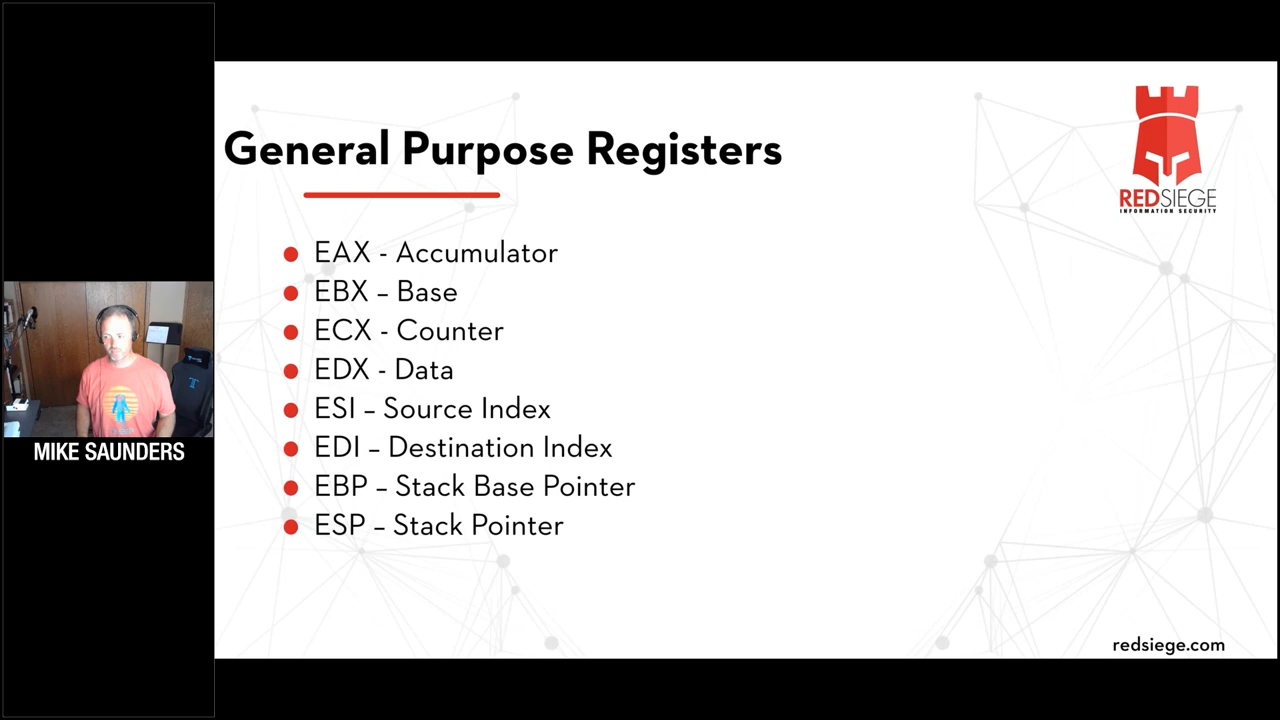 General Purpose Registers
REDSIEGE
INFORMATION SECURITY
EAX - Accumulator
EBX – Base
ECX - Counter
EDX - Data
ESI – Source Index
EDI – Destination Index
EBP – Stack Base Pointer
ESP – Stack Pointer
MIKE SAUNDERS
redsiege.com